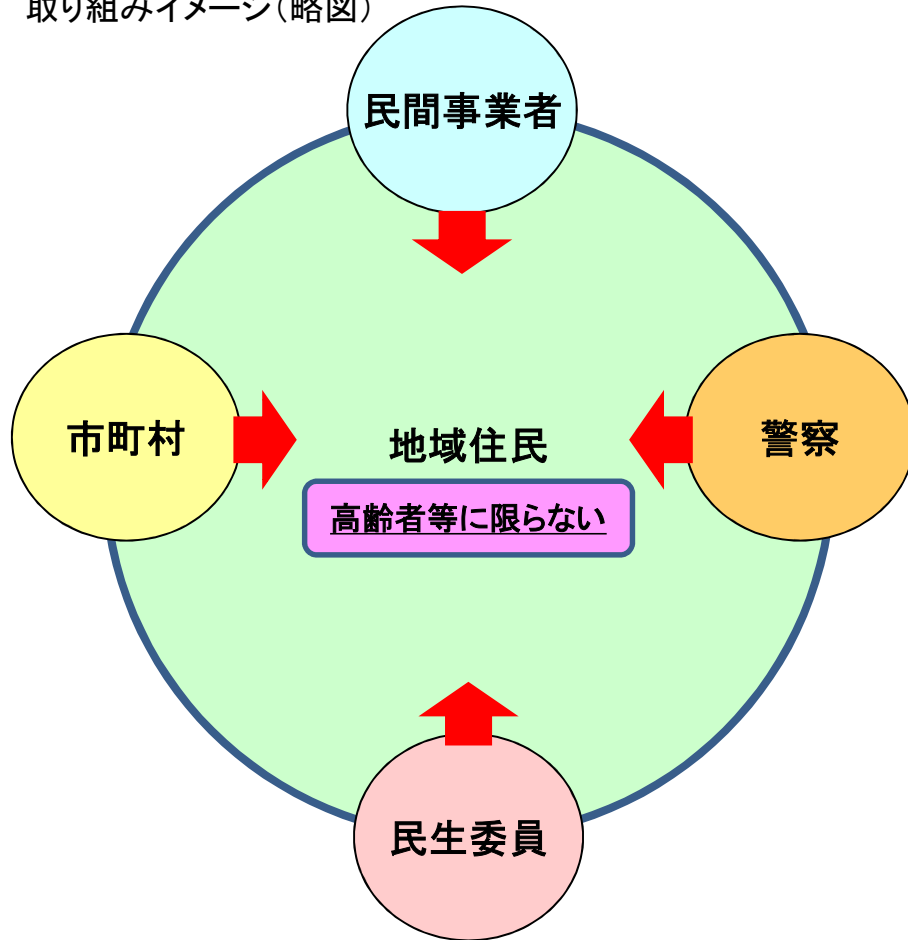 取り組みイメージ（略図）
民間事業者
市町村
地域住民
警察
高齢者等に限らない
民生委員